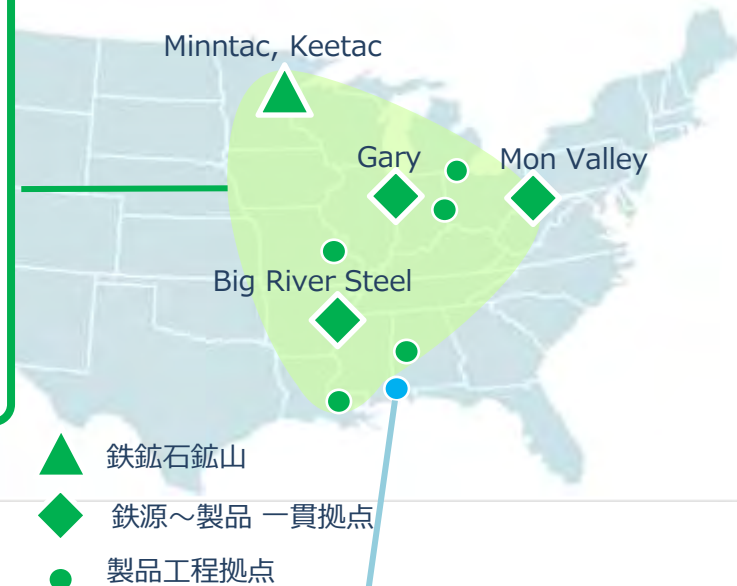 Minntac, Keetac
Gary
Mon Valley
Big River Steel
鉄鉱石鉱山
鉄源～製品 一貫拠点
製品工程拠点